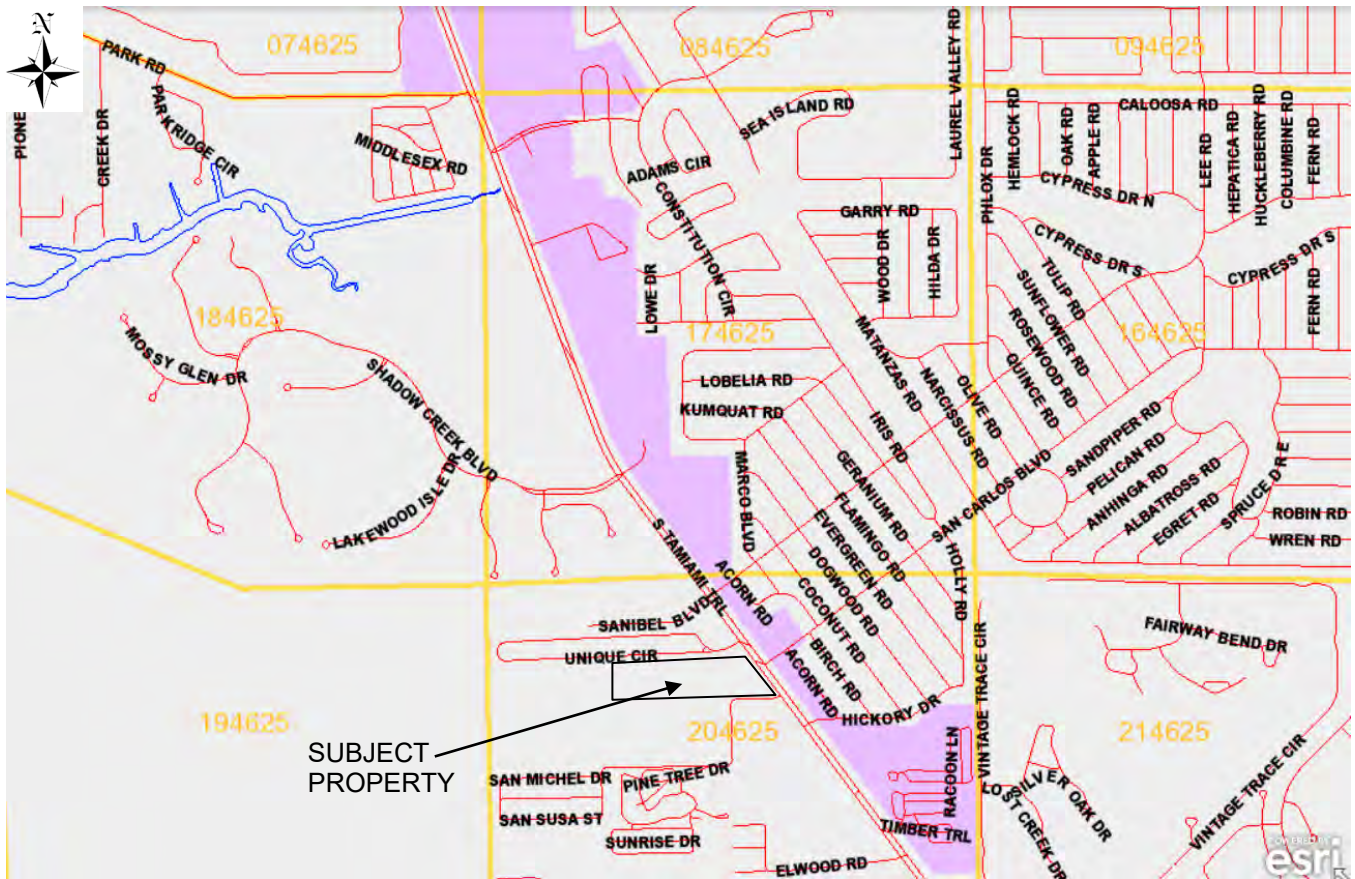 N
074625
084625
094625
PARK RD
PARK RIDGE CIR
PIONE
CREEK DR
MIDDLESEX RD
SEA ISLAND RD
LAUREL VALLEY RD
CALOOSA RD
HEMLOCK RD
OAK RD
APPLE RD
LEE RD
HEPATICA RD
HUCKLEBERRY RD
COLUMBINE RD
FERN RD
ADAMS CIR
CONSTITUTION CIR
PHLOX DR
CYPRESS DR N
GARRY RD
WOOD DR
HILDA DR
CYPRESS DR S
CYPRESS DR S
LOWE DR
TULIP RD
SUNFLOWER RD
ROSEWOOD RD
QUINCE RD
FERN RD
184625
174625
164625
MOSSY GLEN DR
SHADOW CREEK BLVD
MATANZAS RD
NARCISSUS RD
OLIVE RD
LOBELIA RD
KUMQUAT RD
IRIS RD
SANDPIPER RD
PELICAN RD
ANHINGA RD
ALBATROSS RD
EGRET RD
SPRUCE DR E
MARCO BLVD
GERANIUM RD
FLAMINGO RD
EVERGREEN RD
DOGWOOD RD
COCONUT RD
BIRCH RD
SAN CARLOS BLVD
LAKEWOOD ISLE DR
ROBIN RD
WREN RD
S TAMIAMI TRL
ACORN RD
HOLLY RD
SANIBEL BLVD
UNIQUE CIR
ACORN RD
HICKORY DR
VINTAGE TRACE CIR
FAIRWAY BEND DR
194625
204625
214625
SUBJECT
PROPERTY
SAN MICHEL DR
PINE TREE DR
RACOON LN
LOST CREEK DR
SILVER OAK DR
VINTAGE TRACE CIR
SAN SUSA ST
SUNRISE DR
TIMBER TRL
ELWOOD RD
POWERED BY
esri